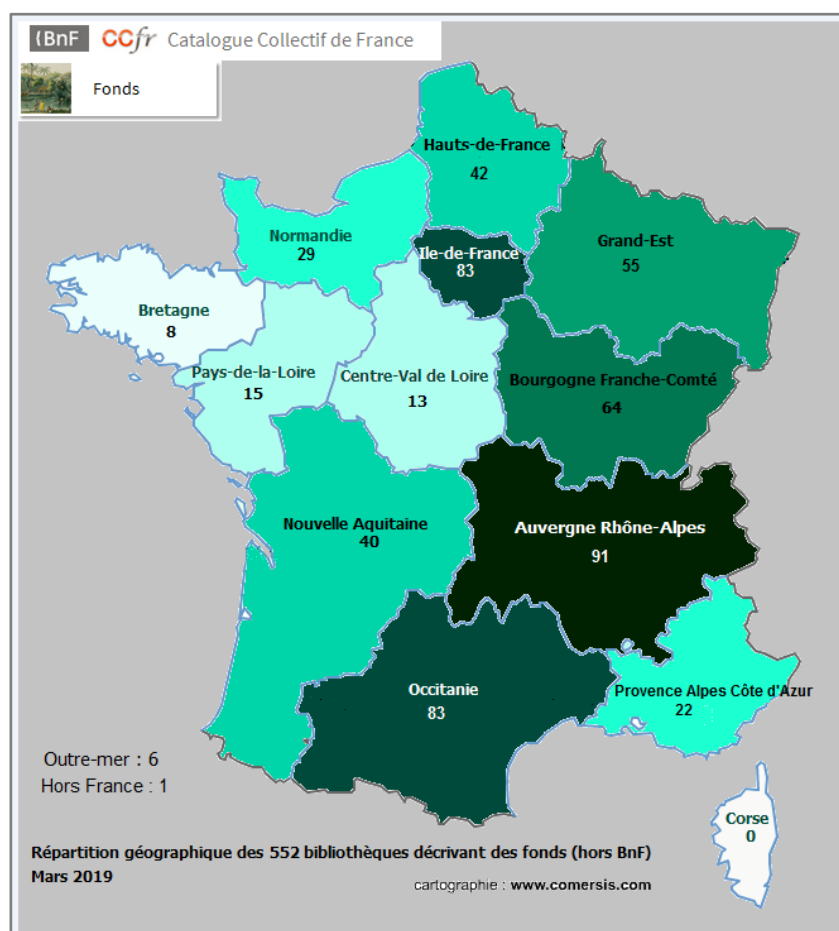 (BnF CCfr Catalogue Collectif de France
Fonds
Hauts-de-France
42
Normandie
29
Ile-de-France
83
Grand-Est
55
Bretagne
8
Pays-de-la-Loire
15
Centre-Val de Loire
13
Bourgogne Franche-Comté
64
Nouvelle Aquitaine
40
Auvergne Rhône-Alpes
91
Occitanie
83
Provence Alpes Côte d'Azur
22
Outre-mer : 6
Hors France : 1
Corse
0
Répartition géographique des 552 bibliothèques décrivant des fonds (hors BnF)
Mars 2019
cartographie : www.comersis.com